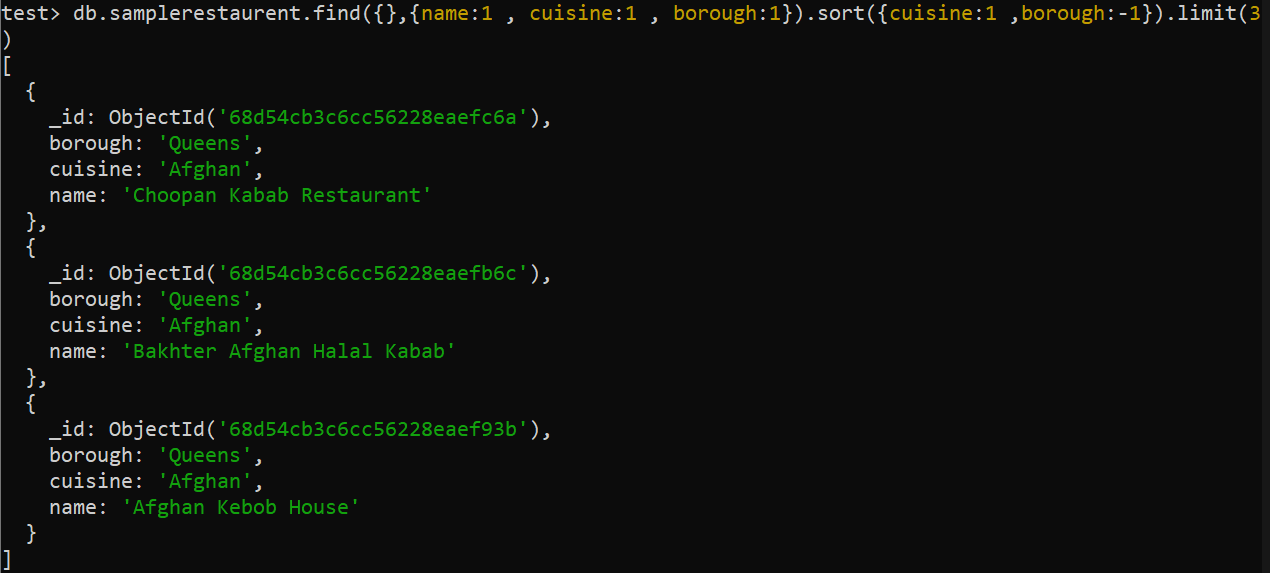 test> db.samplerestaurent.find({},{name:1 , cuisine:1 , borough:1}).sort({cuisine:1 ,borough:-1}).limit(3
)
[
  {
    _id: ObjectId('68d54cb3c6cc56228eaefc6a'),
    borough: 'Queens',
    cuisine: 'Afghan',
    name: 'Choopan Kabab Restaurant'
  },
  {
    _id: ObjectId('68d54cb3c6cc56228eaefb6c'),
    borough: 'Queens',
    cuisine: 'Afghan',
    name: 'Bakhter Afghan Halal Kabab'
  },
  {
    _id: ObjectId('68d54cb3c6cc56228eaef93b'),
    borough: 'Queens',
    cuisine: 'Afghan',
    name: 'Afghan Kebob House'
  }
]